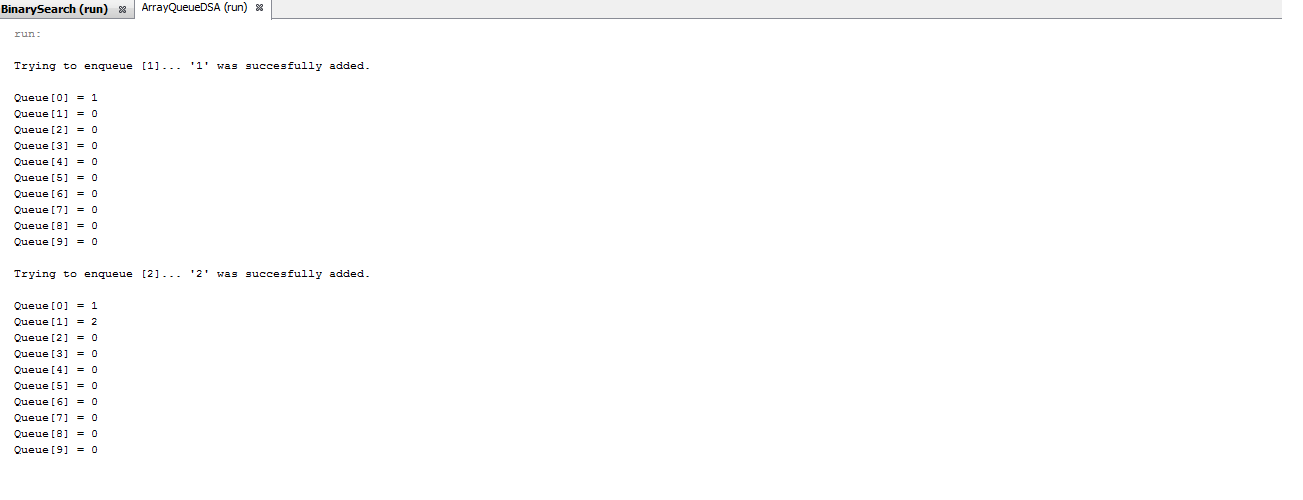 BinarySearch (run) ArrayQueueDSA (run)
run:
Trying to enqueue [1]... '1' was succesfully added.
Queue[0] = 1
Queue[1] = 0
Queue[2] = 0
Queue[3] = 0
Queue[4] = 0
Queue[5] = 0
Queue[6] = 0
Queue[7] = 0
Queue[8] = 0
Queue[9] = 0
Trying to enqueue [2]... '2' was succesfully added.
Queue[0] = 1
Queue[1] = 2
Queue[2] = 0
Queue[3] = 0
Queue[4] = 0
Queue[5] = 0
Queue[6] = 0
Queue[7] = 0
Queue[8] = 0
Queue[9] = 0